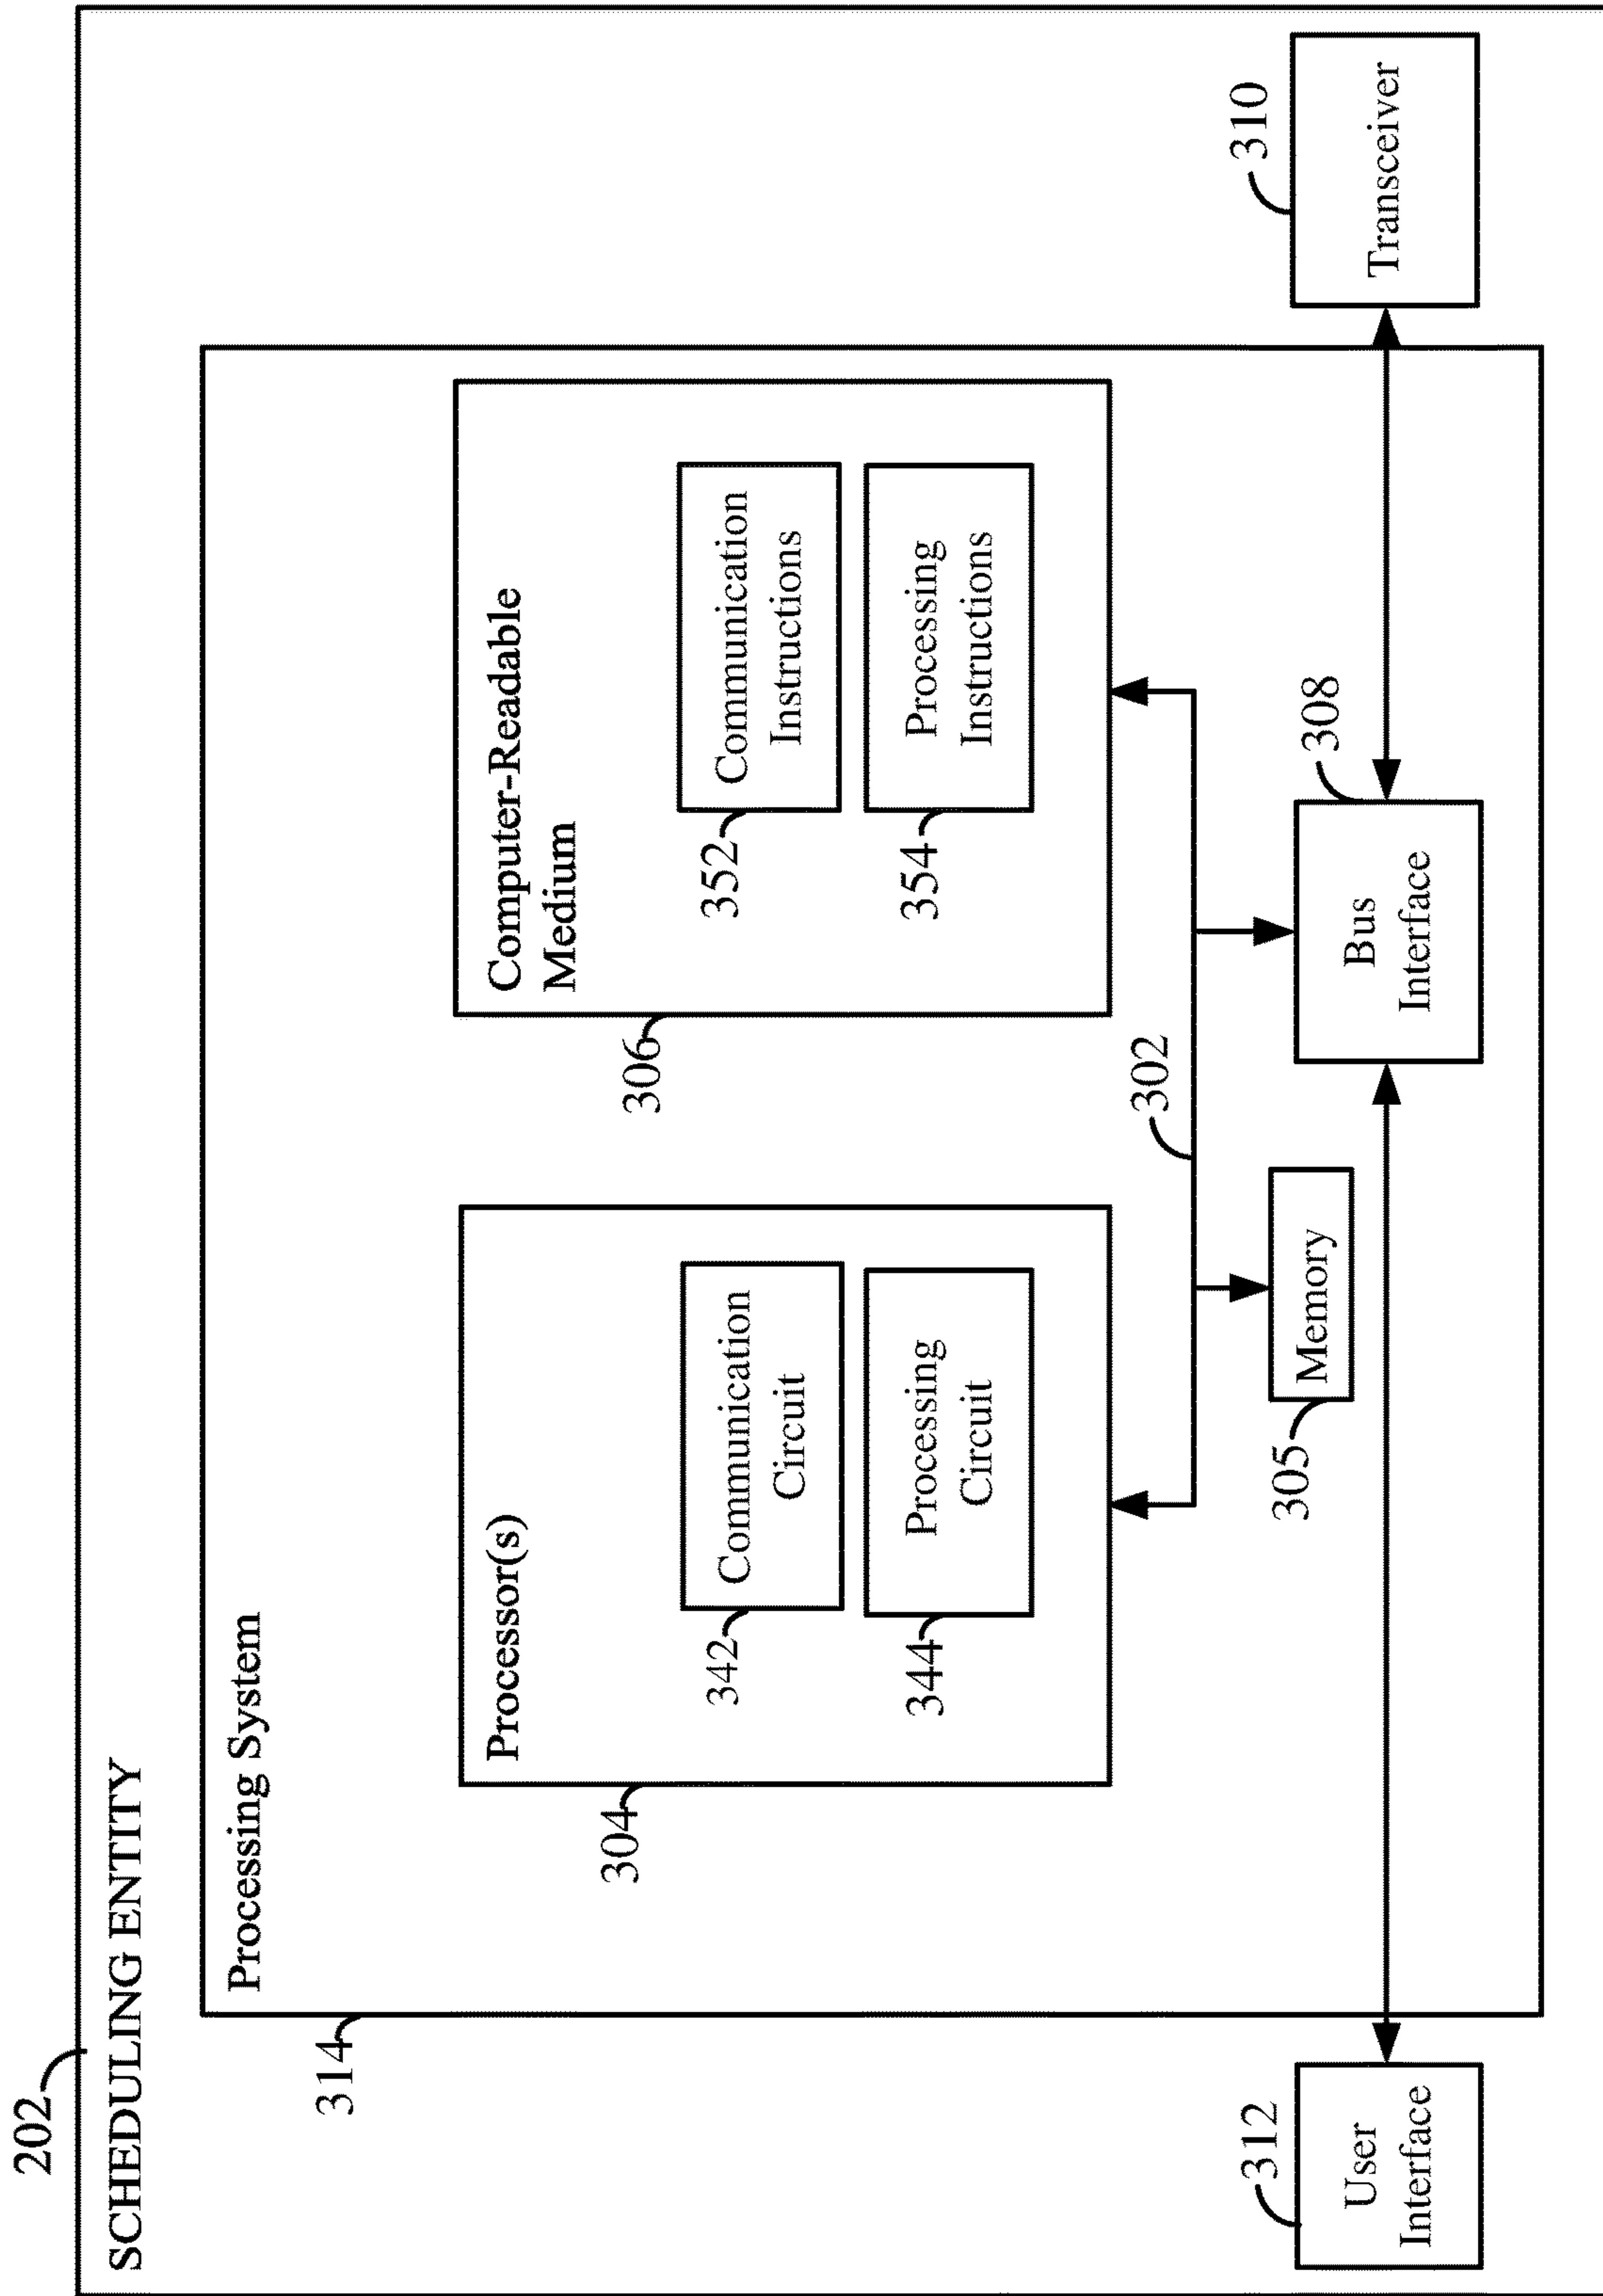 202
SCHEDULING ENTITY
314
Processing System
304
Processor(s)
342
Communication
Circuit
344
Processing
Circuit
306
Computer-Readable
Medium
352
Communication
Instructions
354
Processing
Instructions
302
305
Memory
308
Bus
Interface
312
User
Interface
310
Transceiver